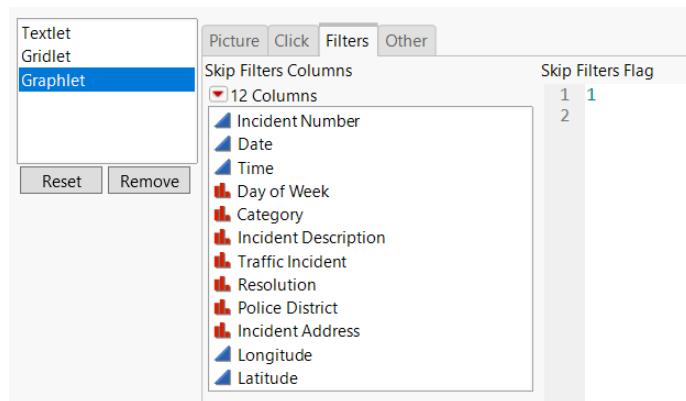 Textlet
Gridlet
Graphlet
Reset Remove
Picture Click Filters Other
Skip Filters Columns
12 Columns
Incident Number
Date
Time
Day of Week
Category
Incident Description
Traffic Incident
Resolution
Police District
Incident Address
Longitude
Latitude
Skip Filters Flag
1 1
2